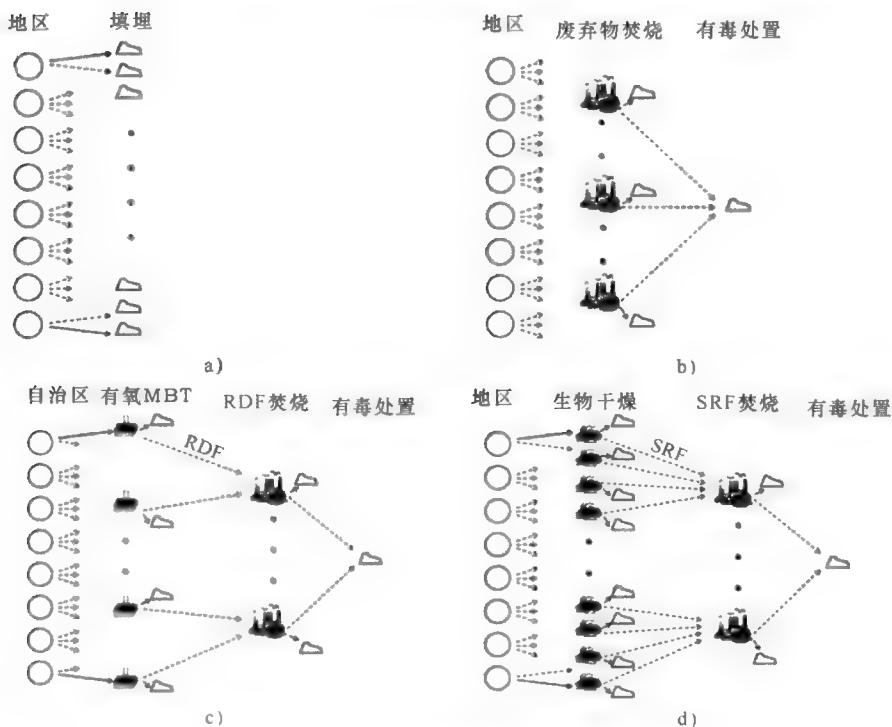 地区 填埋
a)
地区 废弃物焚烧 有毒处置
b)
自治区 有氧MBT RDF焚烧 有毒处置
RDF
c)
地区 生物干燥 SRF焚烧 有毒处置
SRF
d)